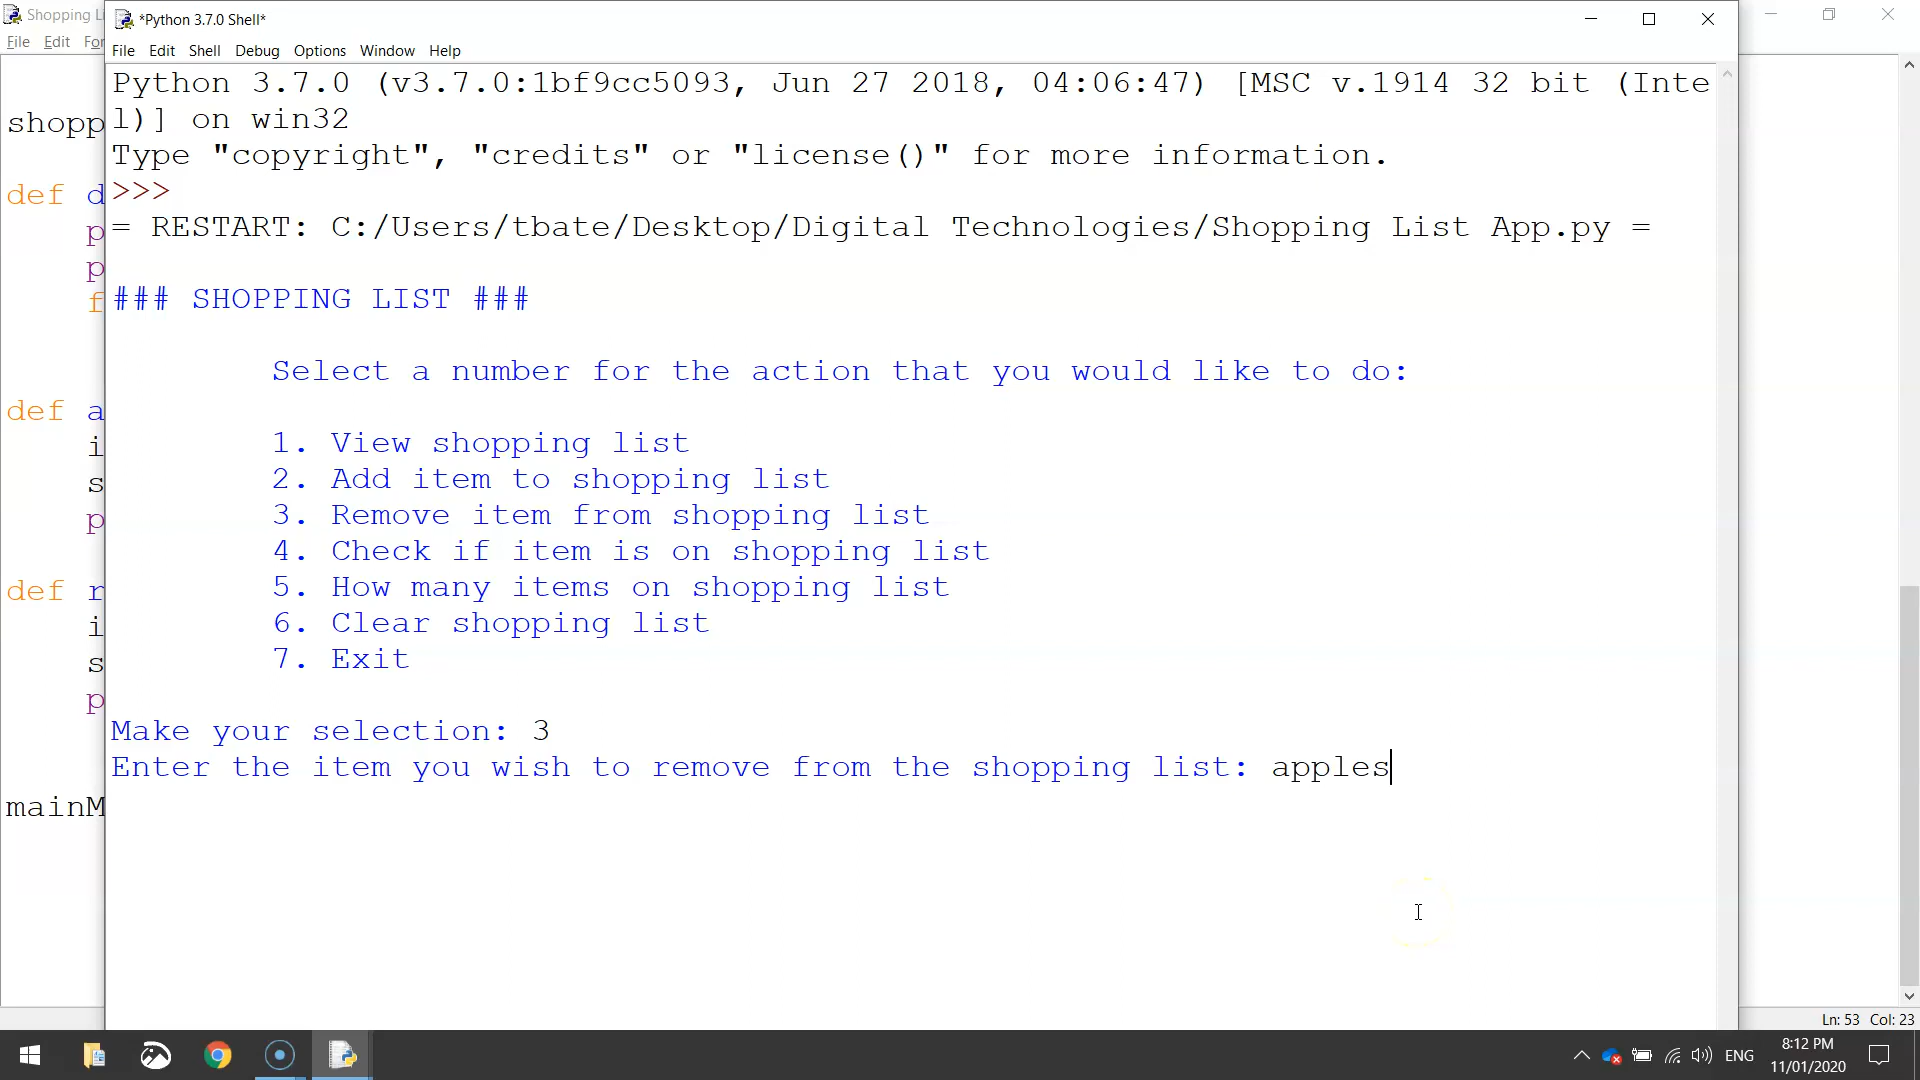 Shopping Li
*Python 3.7.0 Shell*
File Edit For
File Edit Shell Debug Options Window Help
Python 3.7.0 (v3.7.0:1bf9cc5093, Jun 27 2018, 04:06:47) [MSC v.1914 32 bit (Inte
l)] on win32
Type "copyright", "credits" or "license()" for more information.
>>>
= RESTART: C:/Users/tbate/Desktop/Digital Technologies/Shopping List App.py =
### SHOPPING LIST ###
Select a number for the action that you would like to do:
1. View shopping list
2. Add item to shopping list
3. Remove item from shopping list
4. Check if item is on shopping list
5. How many items on shopping list
6. Clear shopping list
7. Exit
Make your selection: 3
Enter the item you wish to remove from the shopping list: apples
shopp
def d
p
p
f
def a
i
s
p
def r
i
s
p
mainM
Ln: 53 Col: 23
ENG
8:12 PM
11/01/2020